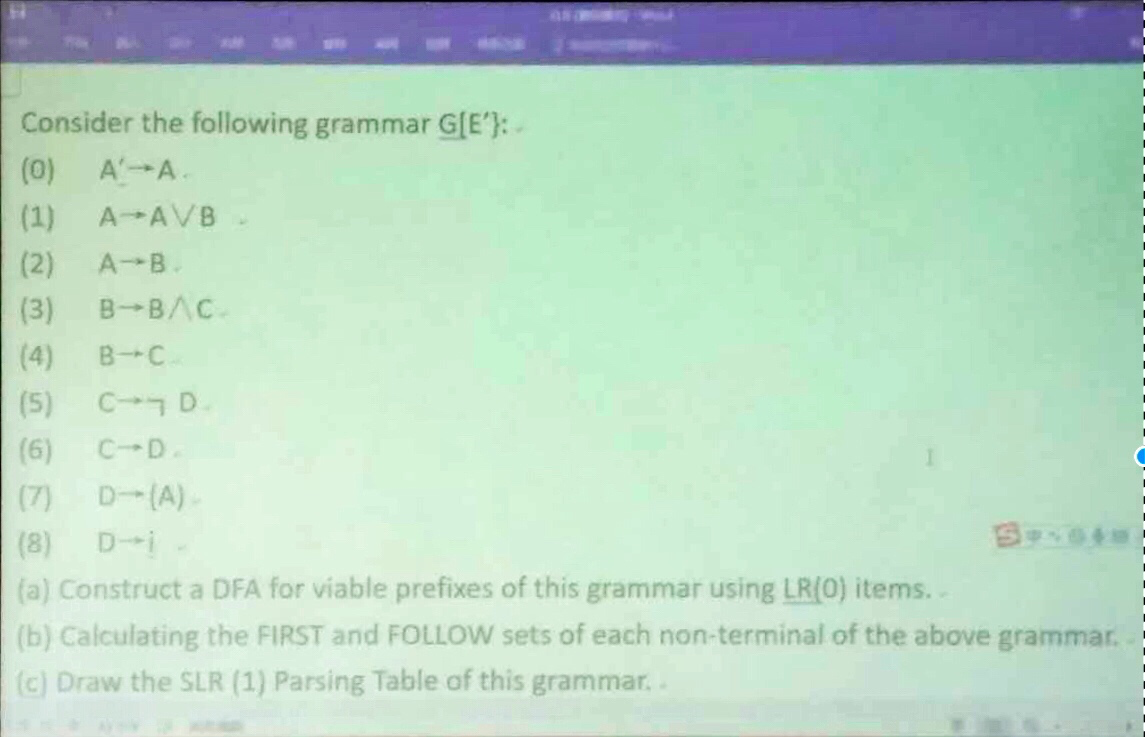 Consider the following grammar G[E′}:
(0) A′→A
(1) A→A∨B
(2) A→B
(3) B→B∧C
(4) B→C
(5) C→┐ D
(6) C→D
(7) D→(A)
(8) D→i
(a) Construct a DFA for viable prefixes of this grammar using LR(0) items.
(b) Calculating the FIRST and FOLLOW sets of each non-terminal of the above grammar.
(c) Draw the SLR (1) Parsing Table of this grammar.